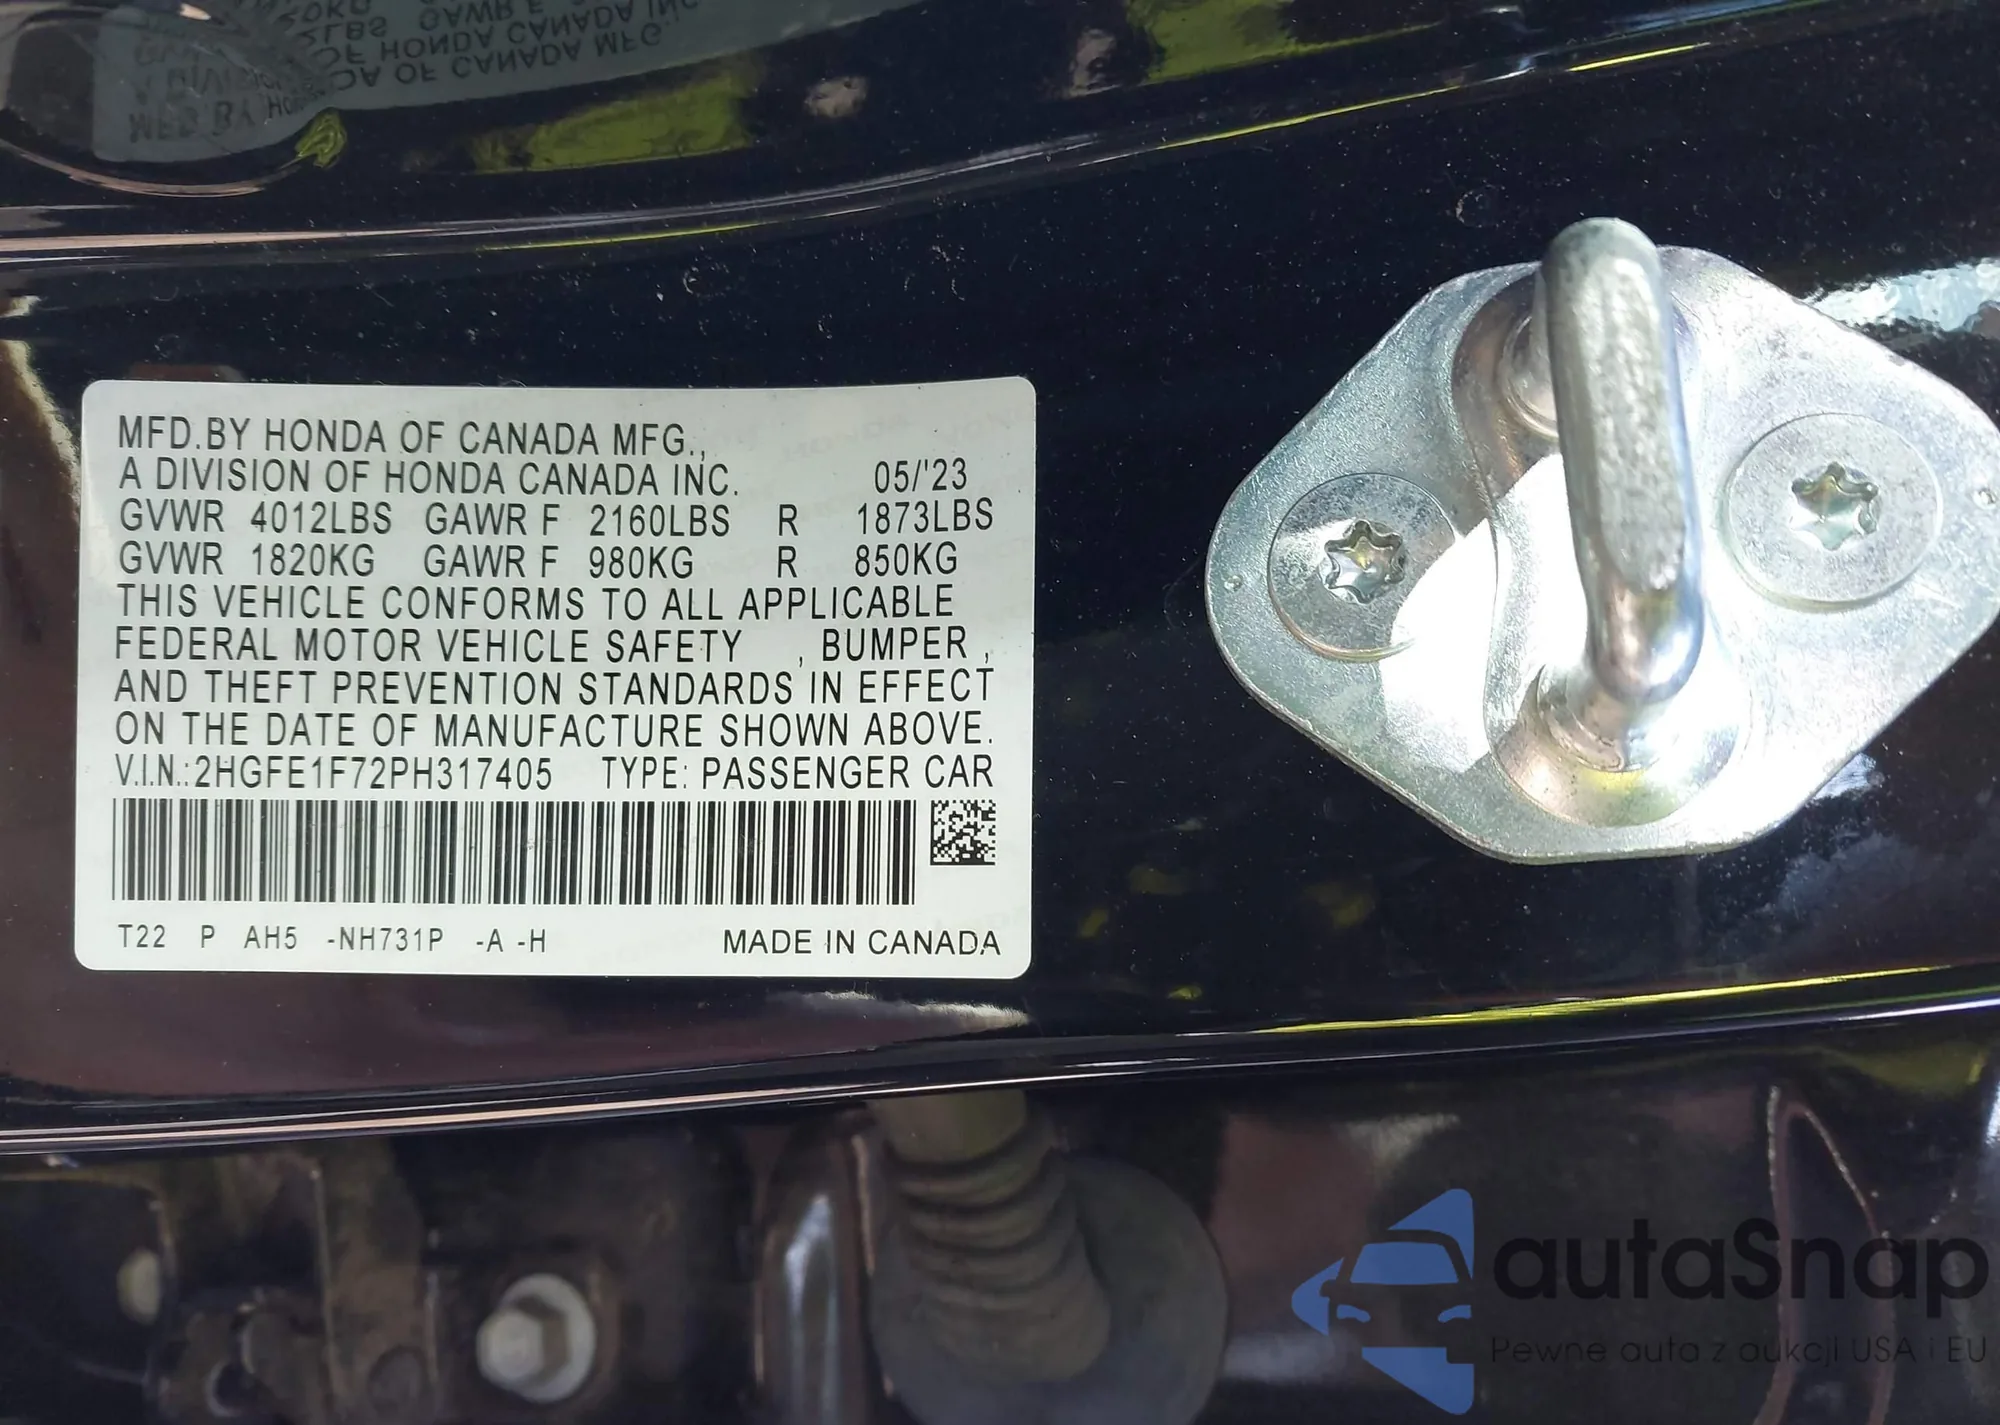 MFD.BY HONDA OF CANADA MFG.,
A DIVISION OF HONDA CANADA INC. 05/'23
GVWR 4012LBS GAWR F 2160LBS R 1873LBS
GVWR 1820KG GAWR F 980KG R 850KG
THIS VEHICLE CONFORMS TO ALL APPLICABLE
FEDERAL MOTOR VEHICLE SAFETY , BUMPER ,
AND THEFT PREVENTION STANDARDS IN EFFECT
ON THE DATE OF MANUFACTURE SHOWN ABOVE.
V.I.N.:2HGFE1F72PH317405 TYPE: PASSENGER CAR
T22 P AH5 -NH731P -A -H MADE IN CANADA
autaSnap
Pewne auta z aukcji USA i EU